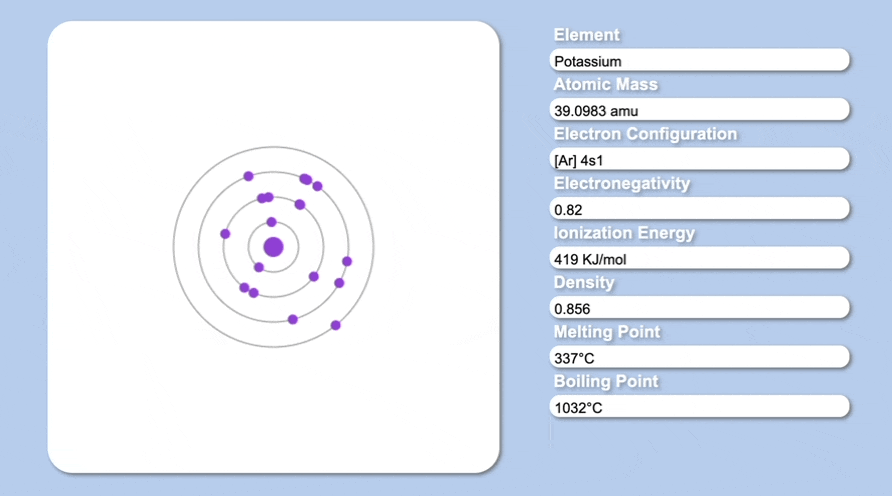 Element
Potassium
Atomic Mass
39.0983 amu
Electron Configuration
[Ar] 4s1
Electronegativity
0.82
Ionization Energy
419 KJ/mol
Density
0.856
Melting Point
337°C
Boiling Point
1032°C